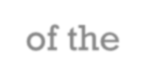 of the